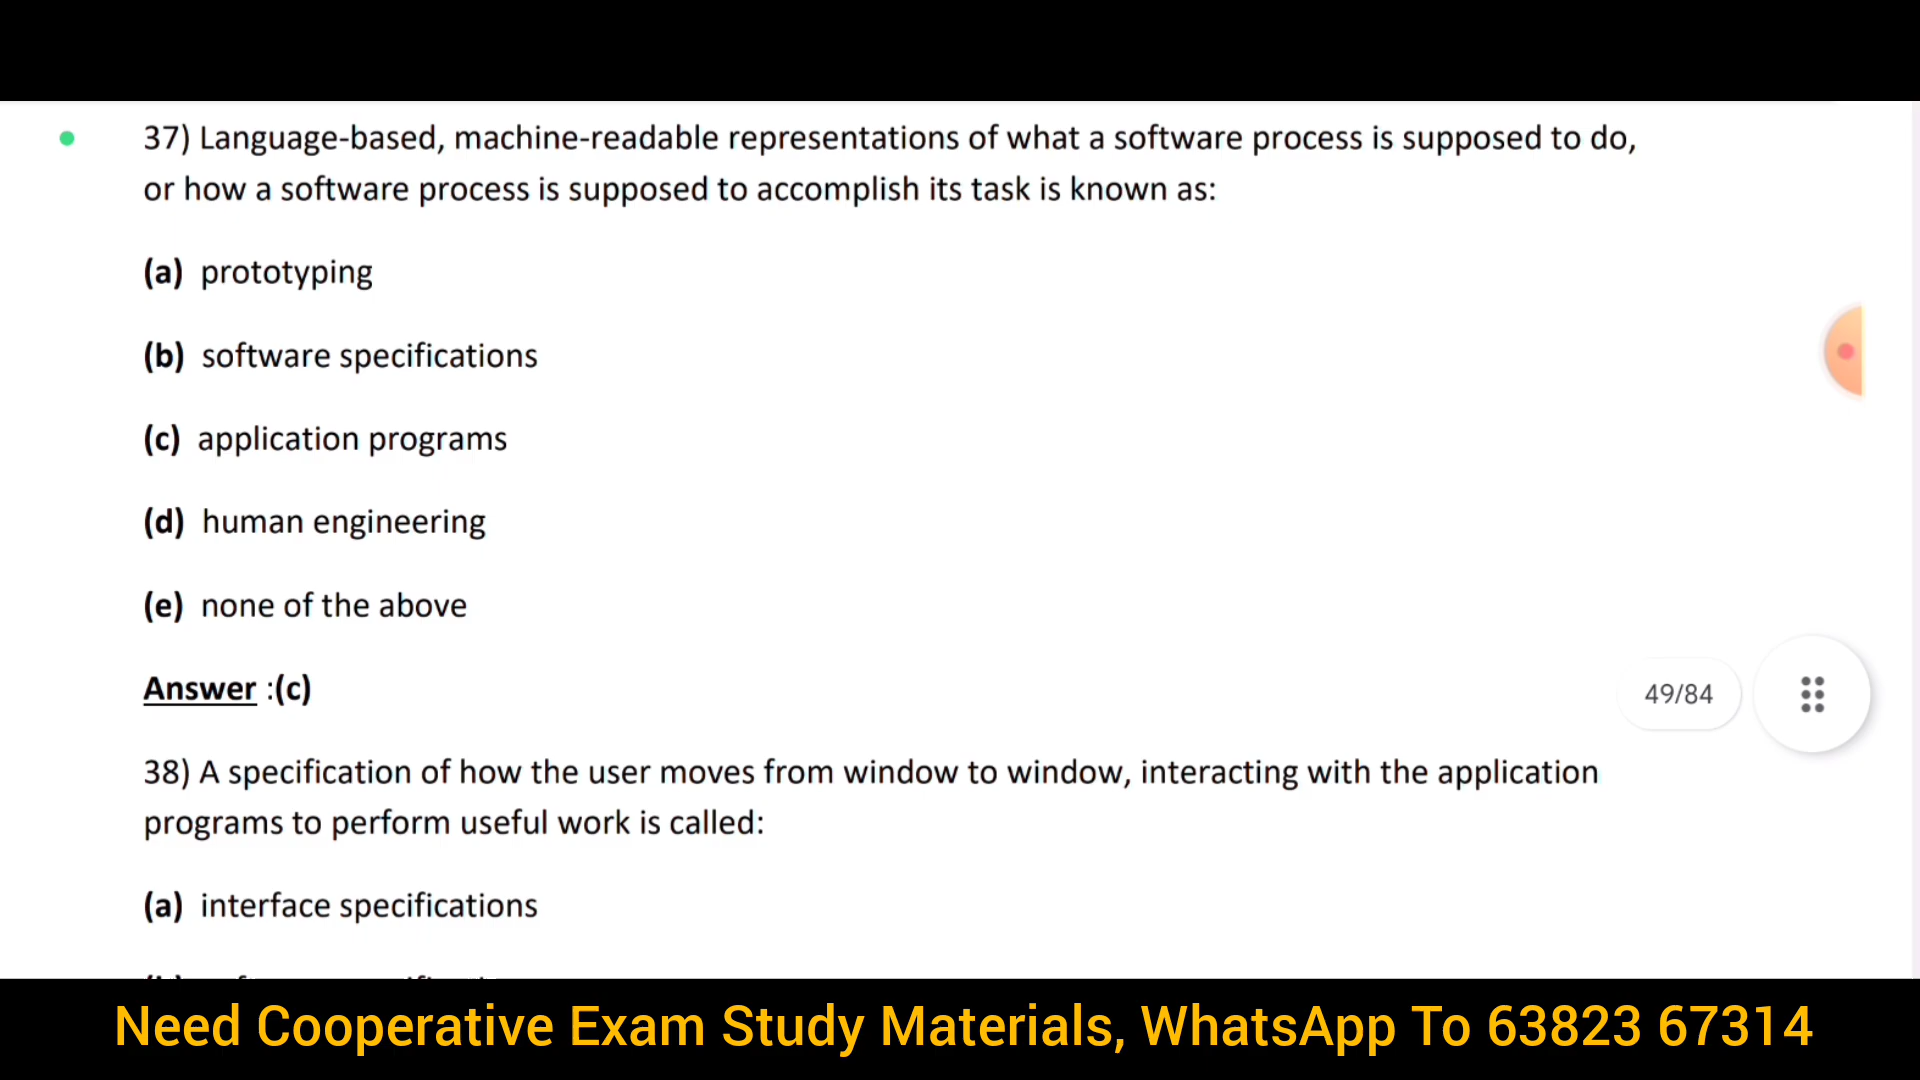 37) Language-based, machine-readable representations of what a software process is supposed to do,
or how a software process is supposed to accomplish its task is known as:
(a) prototyping
(b) software specifications
(c) application programs
(d) human engineering
(e) none of the above
Answer :(c)
49/84
38) A specification of how the user moves from window to window, interacting with the application
programs to perform useful work is called:
(a) interface specifications
Need Cooperative Exam Study Materials, WhatsApp To 63823 67314